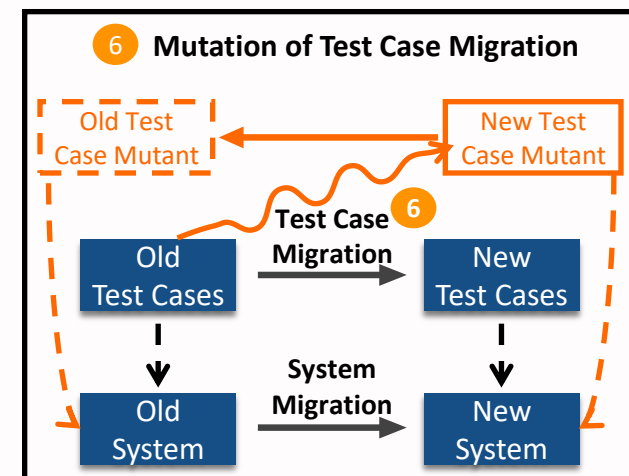 6 Mutation of Test Case Migration
Old Test
Case Mutant
New Test
Case Mutant
6
Test Case
Migration
Old
Test Cases
New
Test Cases
System
Migration
Old
System
New
System